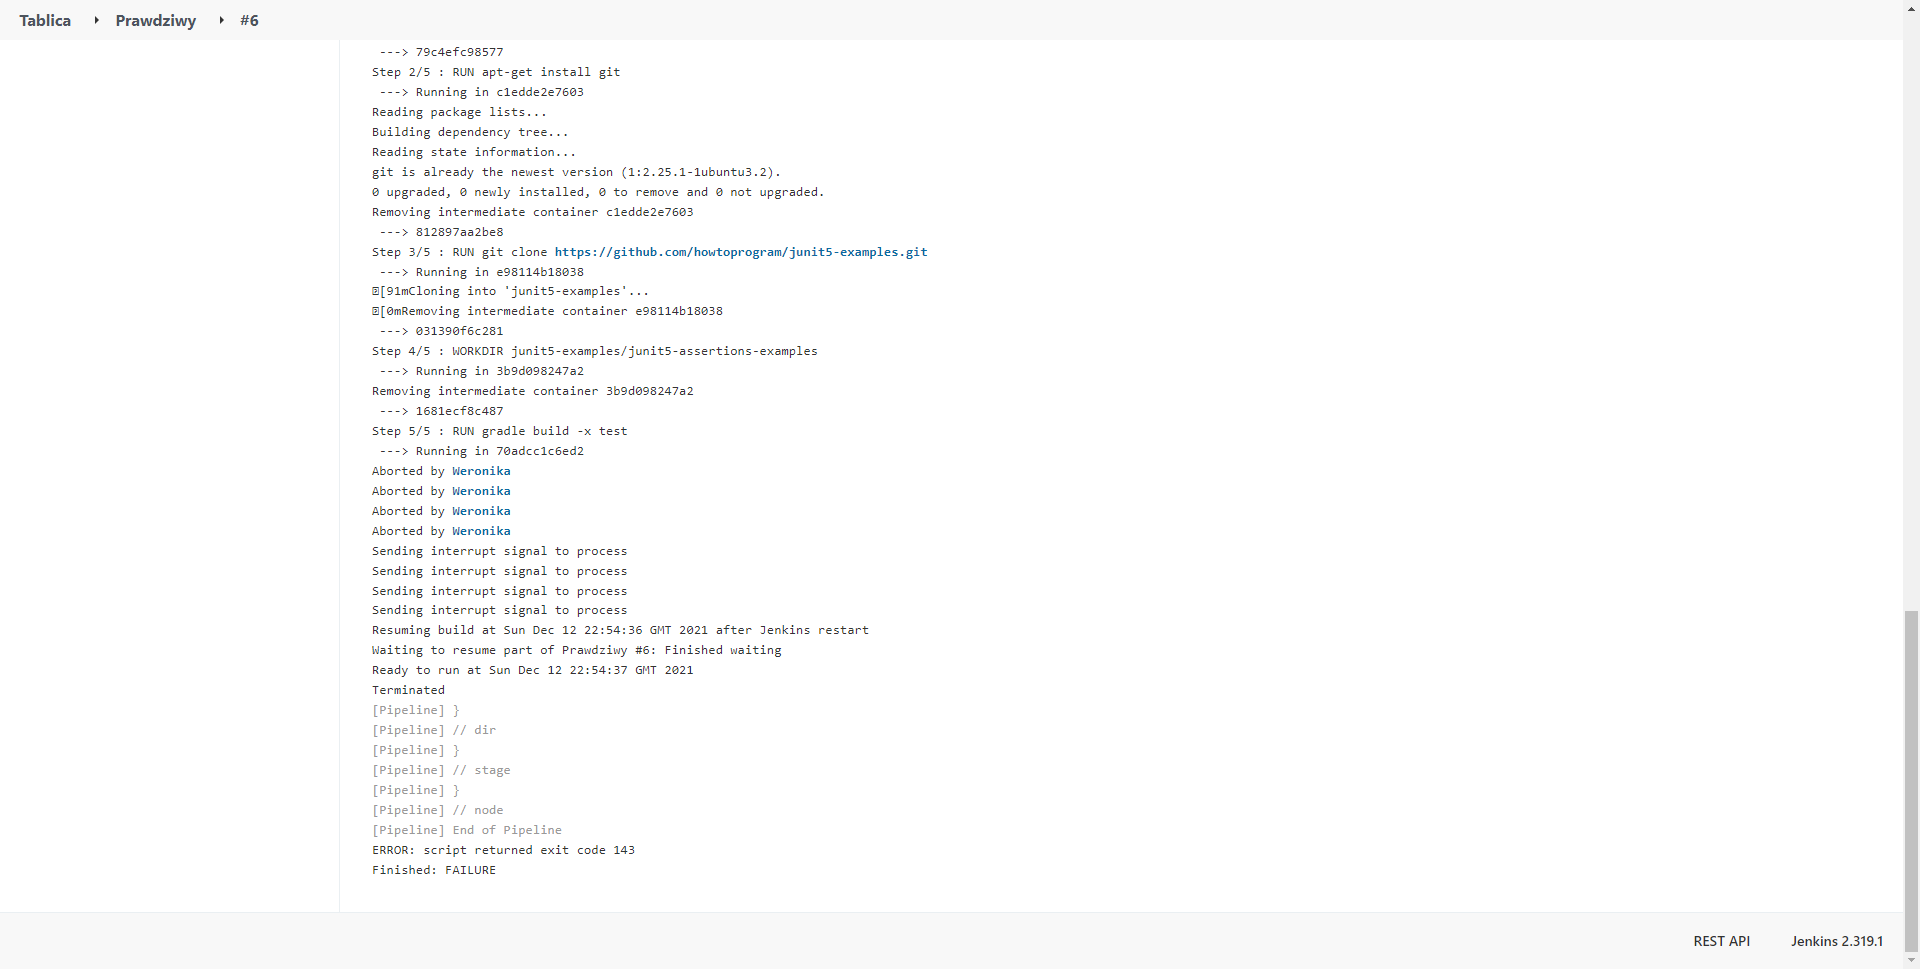 Tablica ▸ Prawdziwy ▸ #6
---> 79c4efc98577
Step 2/5 : RUN apt-get install git
---> Running in c1edde2e7603
Reading package lists...
Building dependency tree...
Reading state information...
git is already the newest version (1:2.25.1-1ubuntu3.2).
0 upgraded, 0 newly installed, 0 to remove and 0 not upgraded.
Removing intermediate container c1edde2e7603
---> 812897aa2be8
Step 3/5 : RUN git clone https://github.com/howtoprogram/junit5-examples.git
---> Running in e98114b18038
[91mCloning into 'junit5-examples'...
[0mRemoving intermediate container e98114b18038
---> 031390f6c281
Step 4/5 : WORKDIR junit5-examples/junit5-assertions-examples
---> Running in 3b9d098247a2
Removing intermediate container 3b9d098247a2
---> 1681ecf8c487
Step 5/5 : RUN gradle build -x test
---> Running in 70adcc1c6ed2
Aborted by Weronika
Aborted by Weronika
Aborted by Weronika
Aborted by Weronika
Sending interrupt signal to process
Sending interrupt signal to process
Sending interrupt signal to process
Sending interrupt signal to process
Resuming build at Sun Dec 12 22:54:36 GMT 2021 after Jenkins restart
Waiting to resume part of Prawdziwy #6: Finished waiting
Ready to run at Sun Dec 12 22:54:37 GMT 2021
Terminated
[Pipeline] }
[Pipeline] // dir
[Pipeline] }
[Pipeline] // stage
[Pipeline] }
[Pipeline] // node
[Pipeline] End of Pipeline
ERROR: script returned exit code 143
Finished: FAILURE
REST API Jenkins 2.319.1